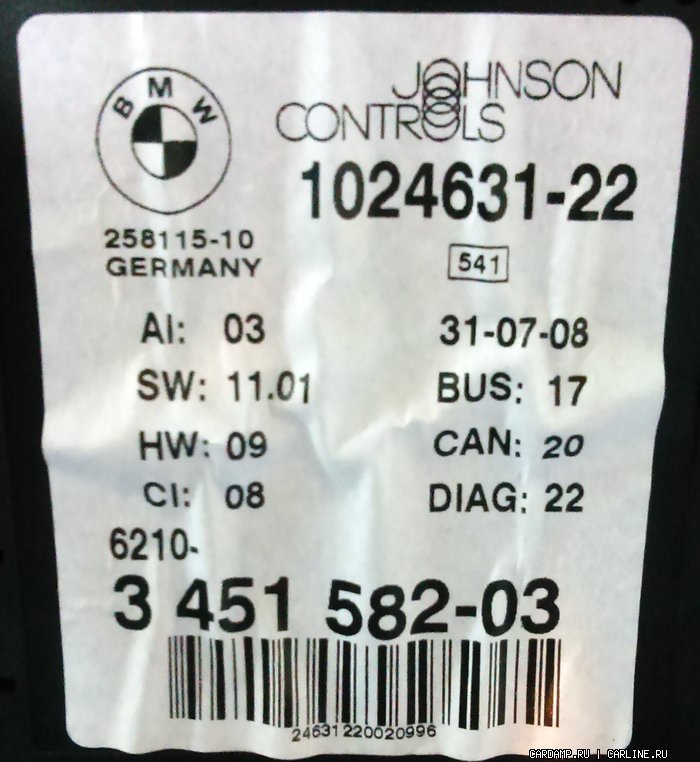 BMW
JOHNSON
CONTROLS
1024631-22
258115-10
GERMANY
541
AI: 03 31-07-08
SW: 11.01 BUS: 17
HW: 09 CAN: 20
CI: 08 DIAG: 22
6210-
3 451 582-03
24631220020996
CARDAMP.RU | CARLINE.RU